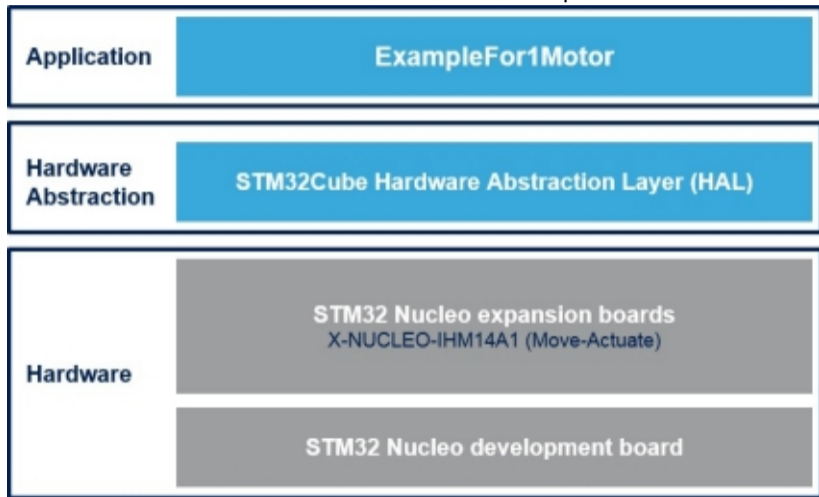 Application
ExampleFor1Motor
Hardware
Abstraction
STM32Cube Hardware Abstraction Layer (HAL)
Hardware
STM32 Nucleo expansion boards
X-NUCLEO-IHM14A1 (Move-Actuate)
STM32 Nucleo development board